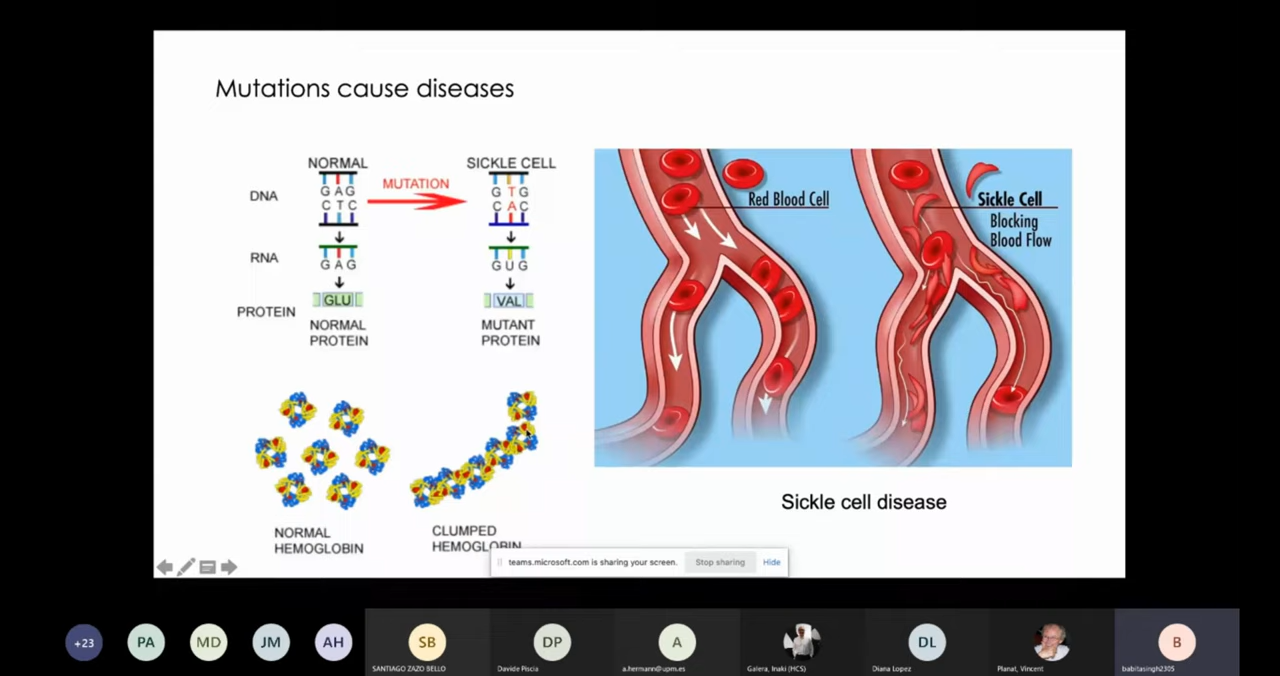 Mutations cause diseases
NORMAL
SICKLE CELL
MUTATION
DNA
G A G
C T C
G T G
C A C
RNA
G A G
G U G
PROTEIN
GLU
VAL
NORMAL
PROTEIN
MUTANT
PROTEIN
NORMAL
HEMOGLOBIN
CLUMPED
HEMOGLOBIN
Red Blood Cell
Sickle Cell
Blocking
Blood Flow
Sickle cell disease
teams.microsoft.com is sharing your screen.
Stop sharing
Hide
+23
PA
MD
JM
AH
SB
SANTIAGO ZAZO BELLO
DP
Davide Piscia
A
a.hermann@upm.es
Galera, Inaki (HCS)
DL
Diana Lopez
Planat, Vincent
B
babitasingh2305